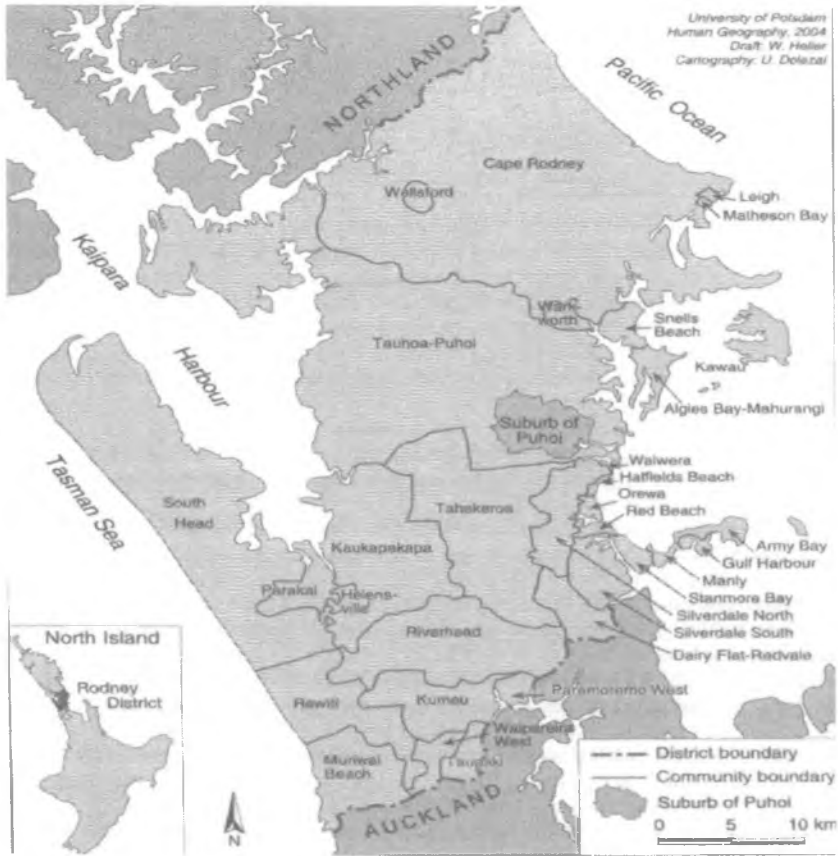 University of Potsdam
Human Geography, 2004
Draft: W. Heller
Cartography: U. Dolezal
NORTHLAND
Pacific Ocean
Cape Rodney
Wellsford
Leigh
Matheson Bay
Kaipara
Harbour
Wark-
worth
Snells
Beach
Tauhoa-Puhoi
Kawau
Algies Bay-Mahurangi
Suburb of
Puhoi
Waiwera
Hatfields Beach
Orewa
Red Beach
Tasman Sea
South
Head
Tahekeroa
Kaukapakapa
Army Bay
Gulf Harbour
Manly
Stanmore Bay
Parakai
Helens-
ville
Silverdale North
Silverdale South
Riverhead
Dairy Flat-Redvale
North Island
Rodney
District
Rewiti
Kumeu
Paremoremo West
Waipareira
West
Taupaki
Muriwai
Beach
AUCKLAND
N
District boundary
Community boundary
Suburb of Puhoi
0 5 10 km